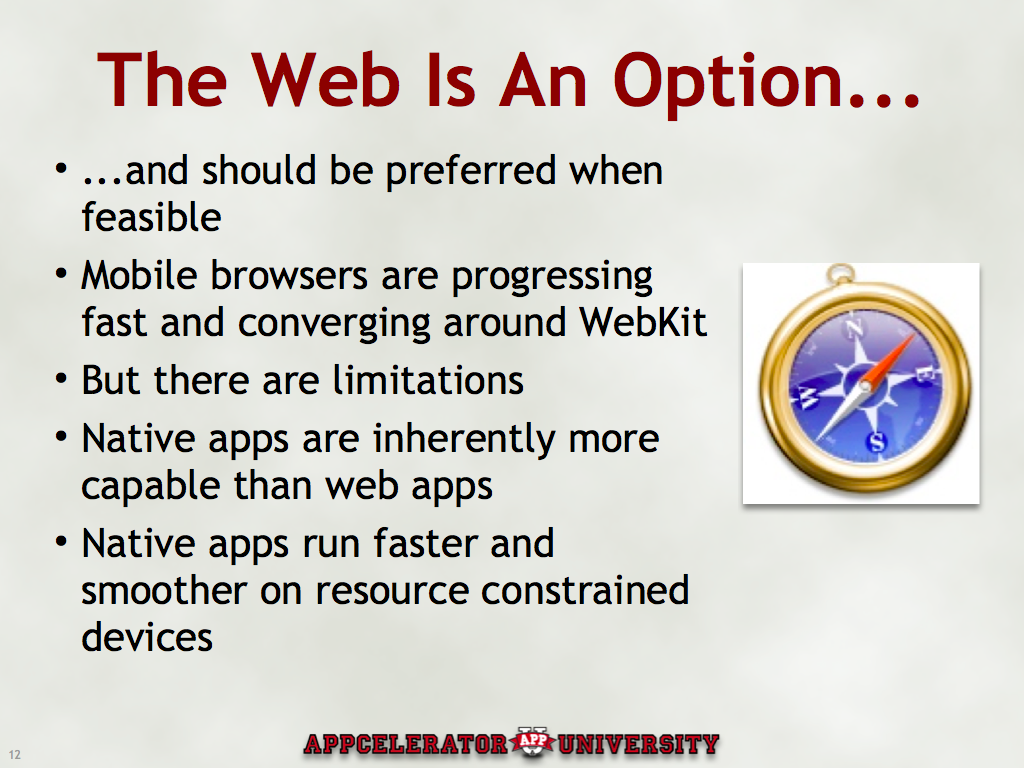 The Web Is An Option...
• ...and should be preferred when
feasible
• Mobile browsers are progressing
fast and converging around WebKit
• But there are limitations
• Native apps are inherently more
capable than web apps
• Native apps run faster and
smoother on resource constrained
devices
N
E
W
S
12
APPCELERATOR U APP UNIVERSITY